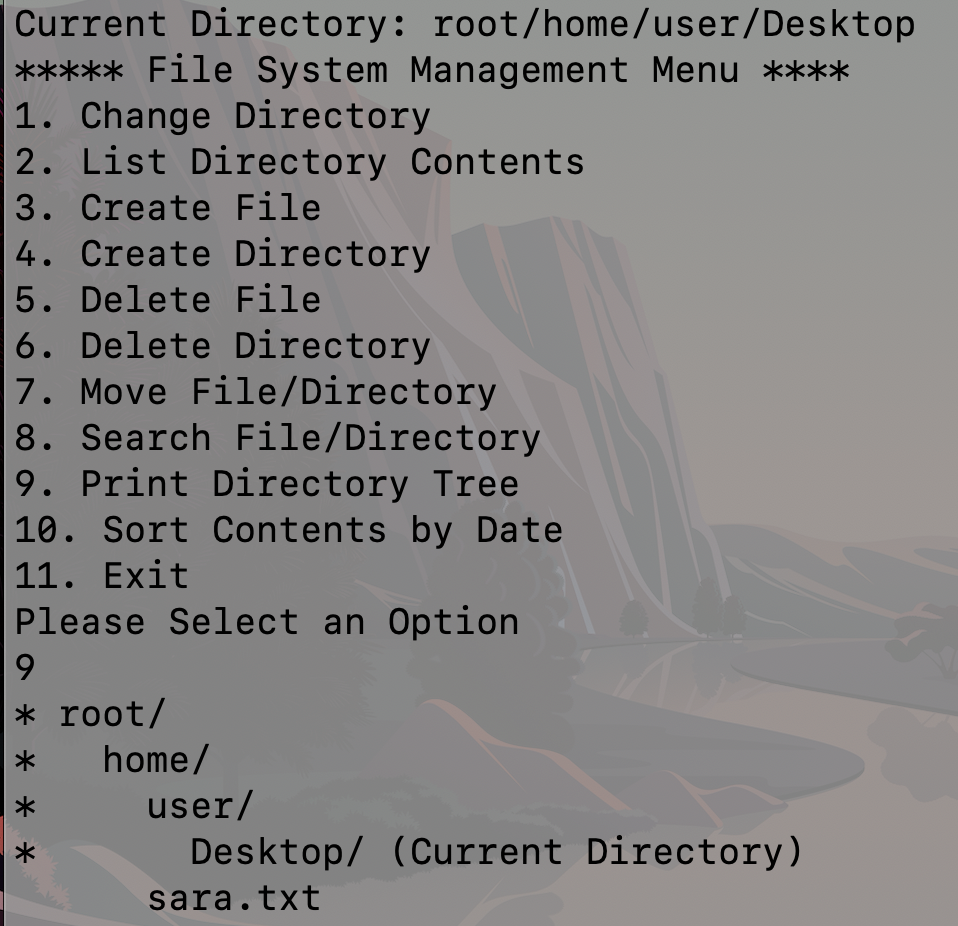 Current Directory: root/home/user/Desktop
***** File System Management Menu ****
1. Change Directory
2. List Directory Contents
3. Create File
4. Create Directory
5. Delete File
6. Delete Directory
7. Move File/Directory
8. Search File/Directory
9. Print Directory Tree
10. Sort Contents by Date
11. Exit
Please Select an Option
9
* root/
*   home/
*     user/
*       Desktop/ (Current Directory)
      sara.txt